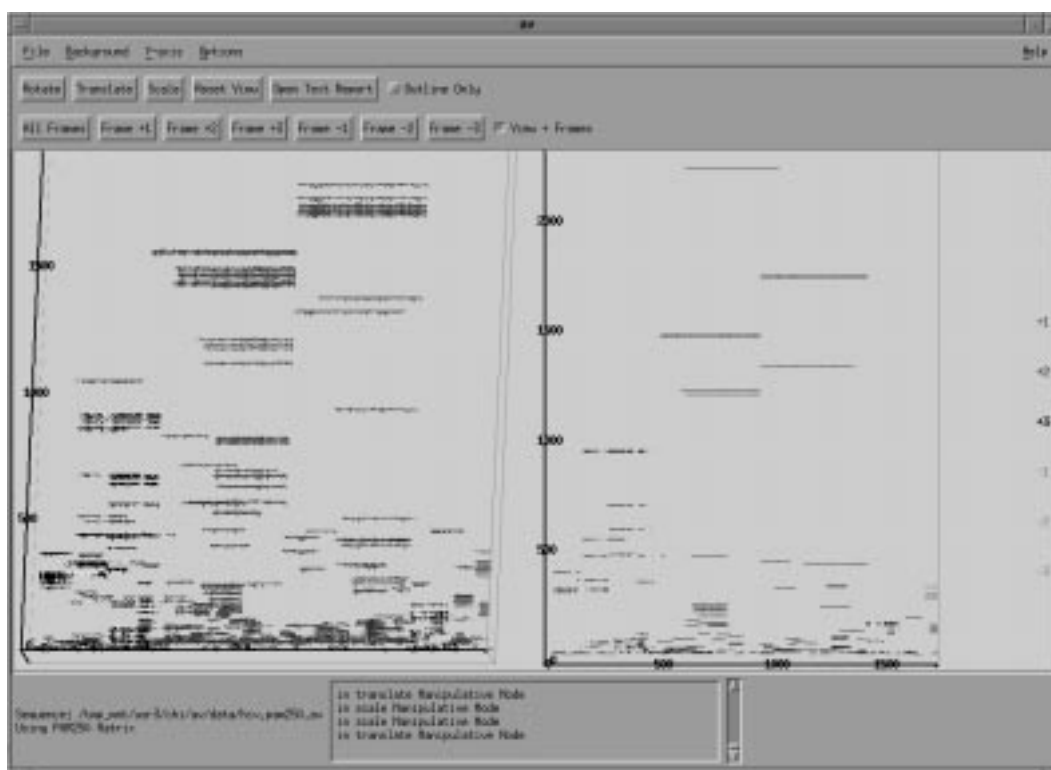 File Background Y-axis Options Help
Rotate Translate Scale Reset View Open Text Report Outline Only
All Frames Frame +1 Frame +2 Frame +3 Frame -1 Frame -2 Frame -3 View + Frames
1500
1000
500
2000
1500
1000
500
0
500 1000 1500
+1
+2
+3
-1
-2
-3
in translate Manipulative Mode
in scale Manipulative Mode
in scale Manipulative Mode
in translate Manipulative Mode
Using PAM250 Matrix